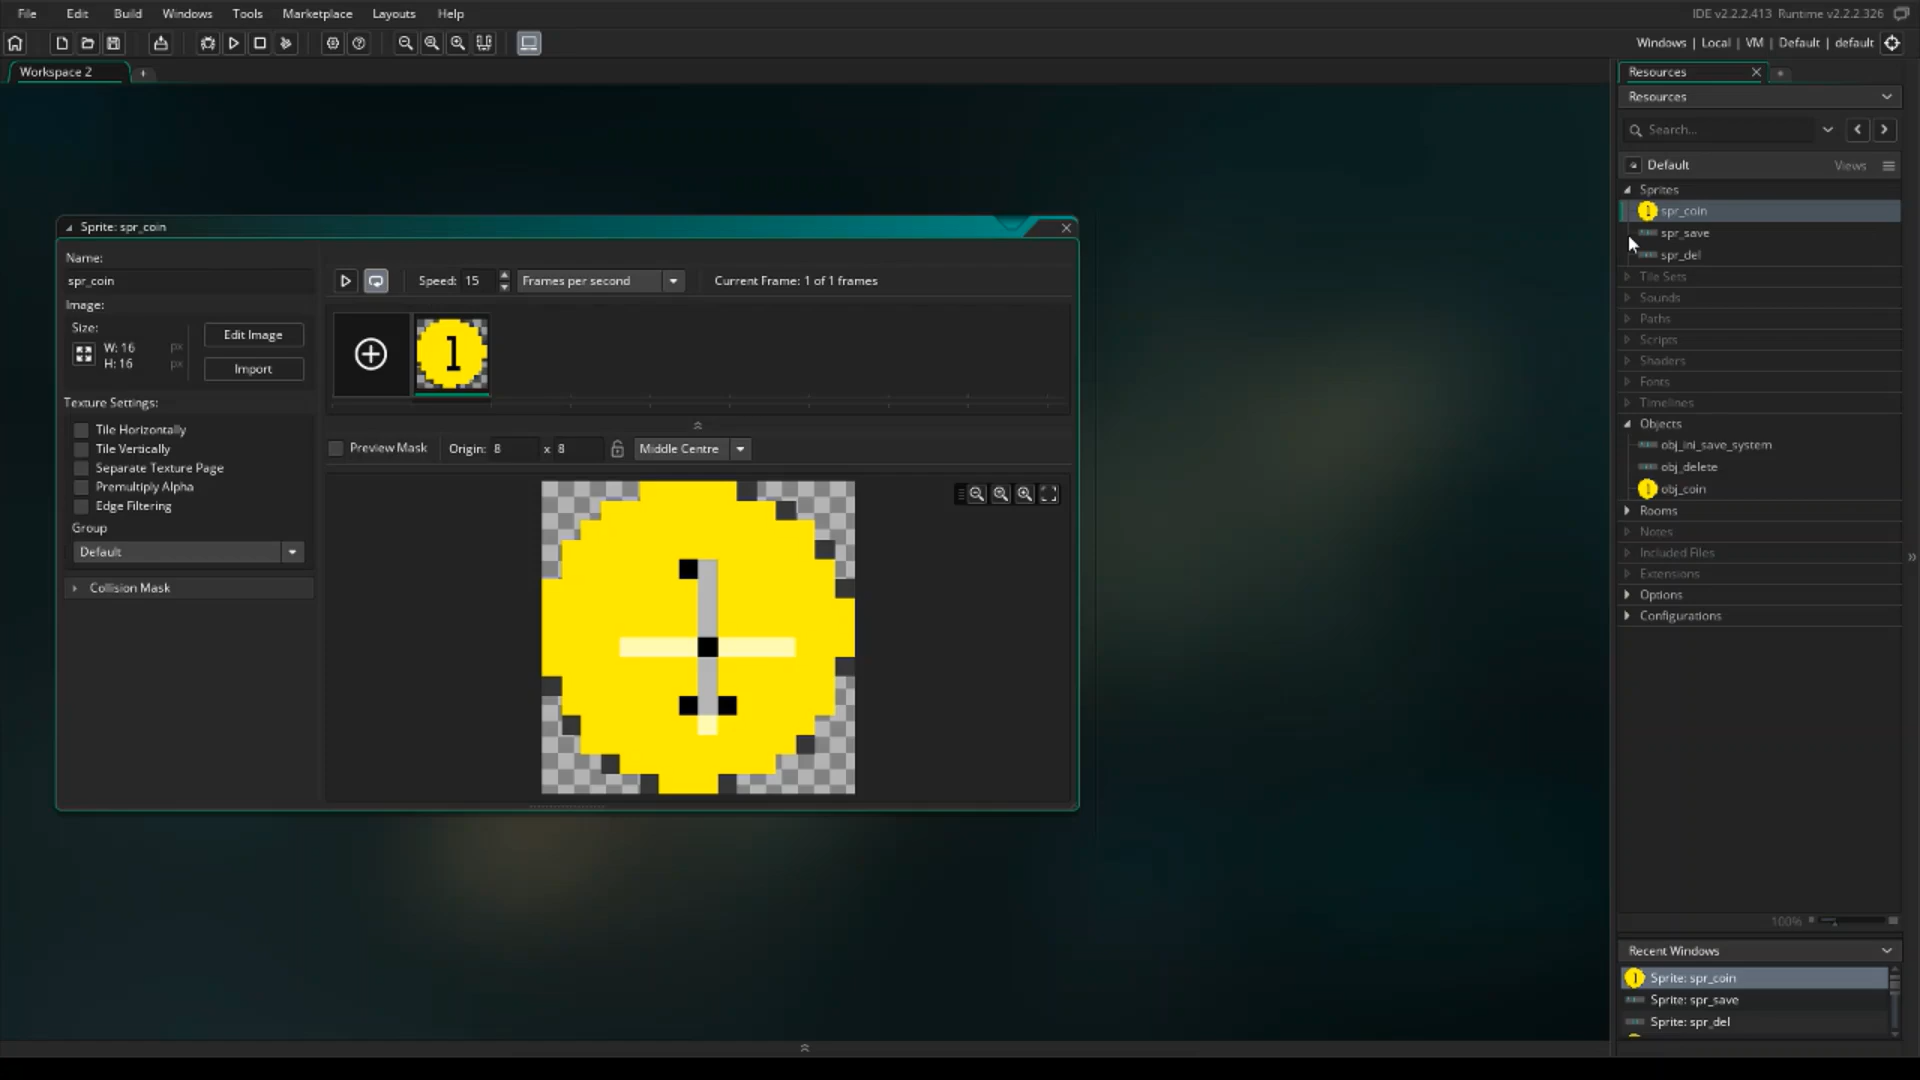 File Edit Build Windows Tools Marketplace Layouts Help IDE v2.2.2.413 Runtime v2.2.2.326
Windows | Local | VM | Default | default
Workspace 2
Resources
Resources
Search...
Default Views
Sprites
spr_coin
spr_save
spr_del
Tile Sets
Sounds
Paths
Scripts
Shaders
Fonts
Timelines
Objects
obj_ini_save_system
obj_delete
obj_coin
Rooms
Notes
Included Files
Extensions
Options
Configurations
100%
Recent Windows
Sprite: spr_coin
Sprite: spr_save
Sprite: spr_del
Sprite: spr_coin
Name:
spr_coin
Image:
Size:
W: 16 px
H: 16 px
Edit Image
Import
Texture Settings:
Tile Horizontally
Tile Vertically
Separate Texture Page
Premultiply Alpha
Edge Filtering
Group
Default
Collision Mask
Speed: 15 Frames per second Current Frame: 1 of 1 frames
1
Preview Mask Origin: 8 x 8 Middle Centre
1